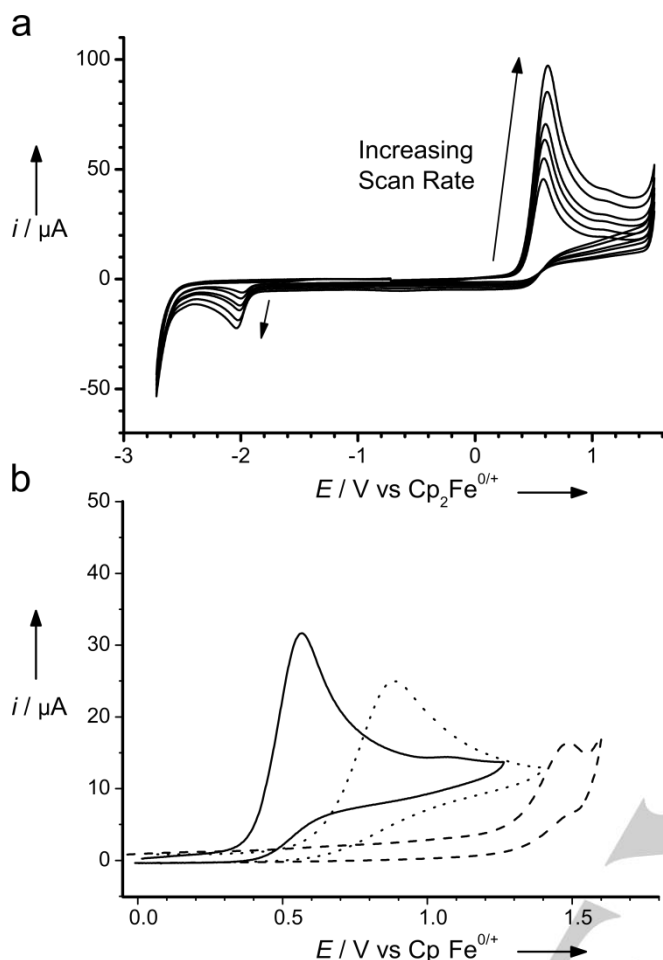 a
100
50
0
-50
i / μA
Increasing
Scan Rate
-3 -2 -1 0 1
E / V vs Cp2Fe0/+
b
50
40
30
20
10
0
i / μA
0.0 0.5 1.0 1.5
E / V vs Cp Fe0/+